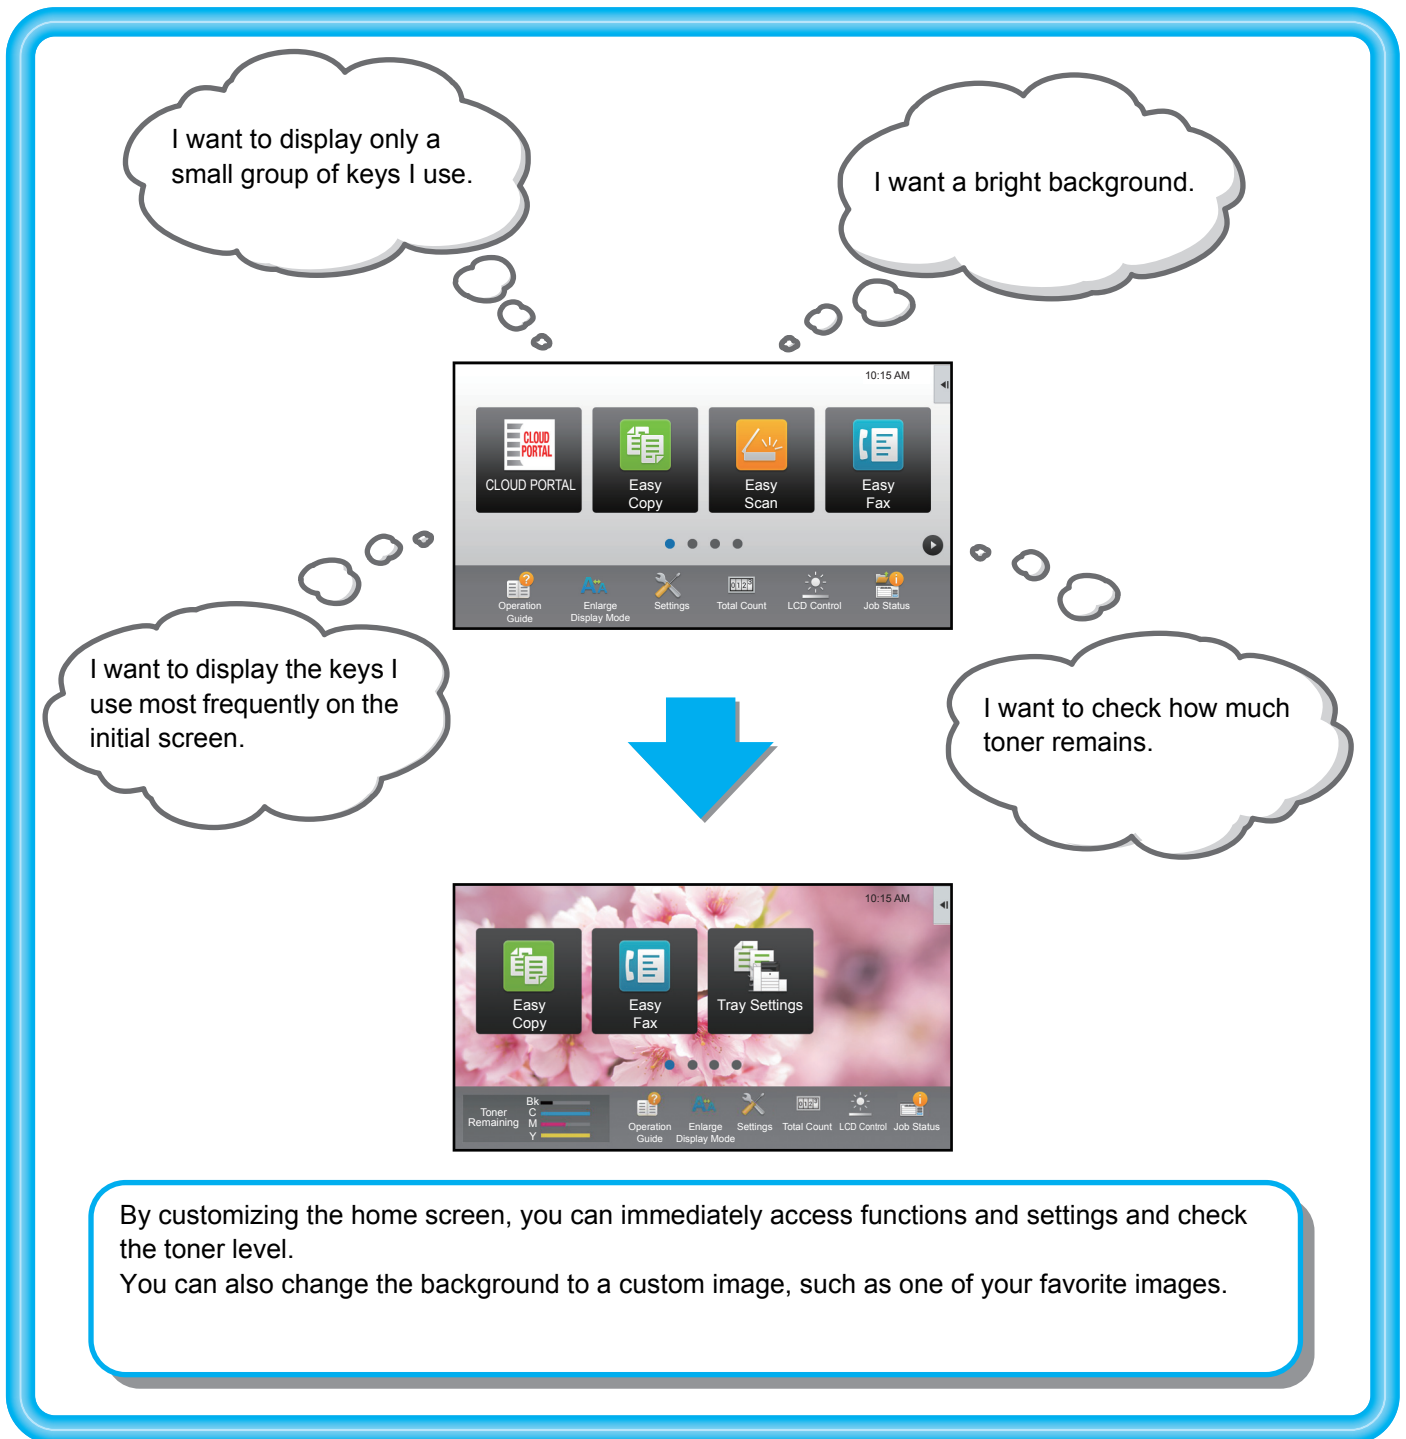 I want to display only a
small group of keys I use.
I want a bright background.
10:15 AM
CLOUD
PORTAL
CLOUD PORTAL
Easy
Copy
Easy
Scan
Easy
Fax
Operation
Guide
Enlarge
Display Mode
Settings
Total Count
LCD Control
Job Status
I want to display the keys I
use most frequently on the
initial screen.
I want to check how much
toner remains.
10:15 AM
Easy
Copy
Easy
Fax
Tray Settings
Toner
Remaining
Bk
C
M
Y
Operation
Guide
Enlarge
Display Mode
Settings
Total Count
LCD Control
Job Status
By customizing the home screen, you can immediately access functions and settings and check
the toner level.
You can also change the background to a custom image, such as one of your favorite images.